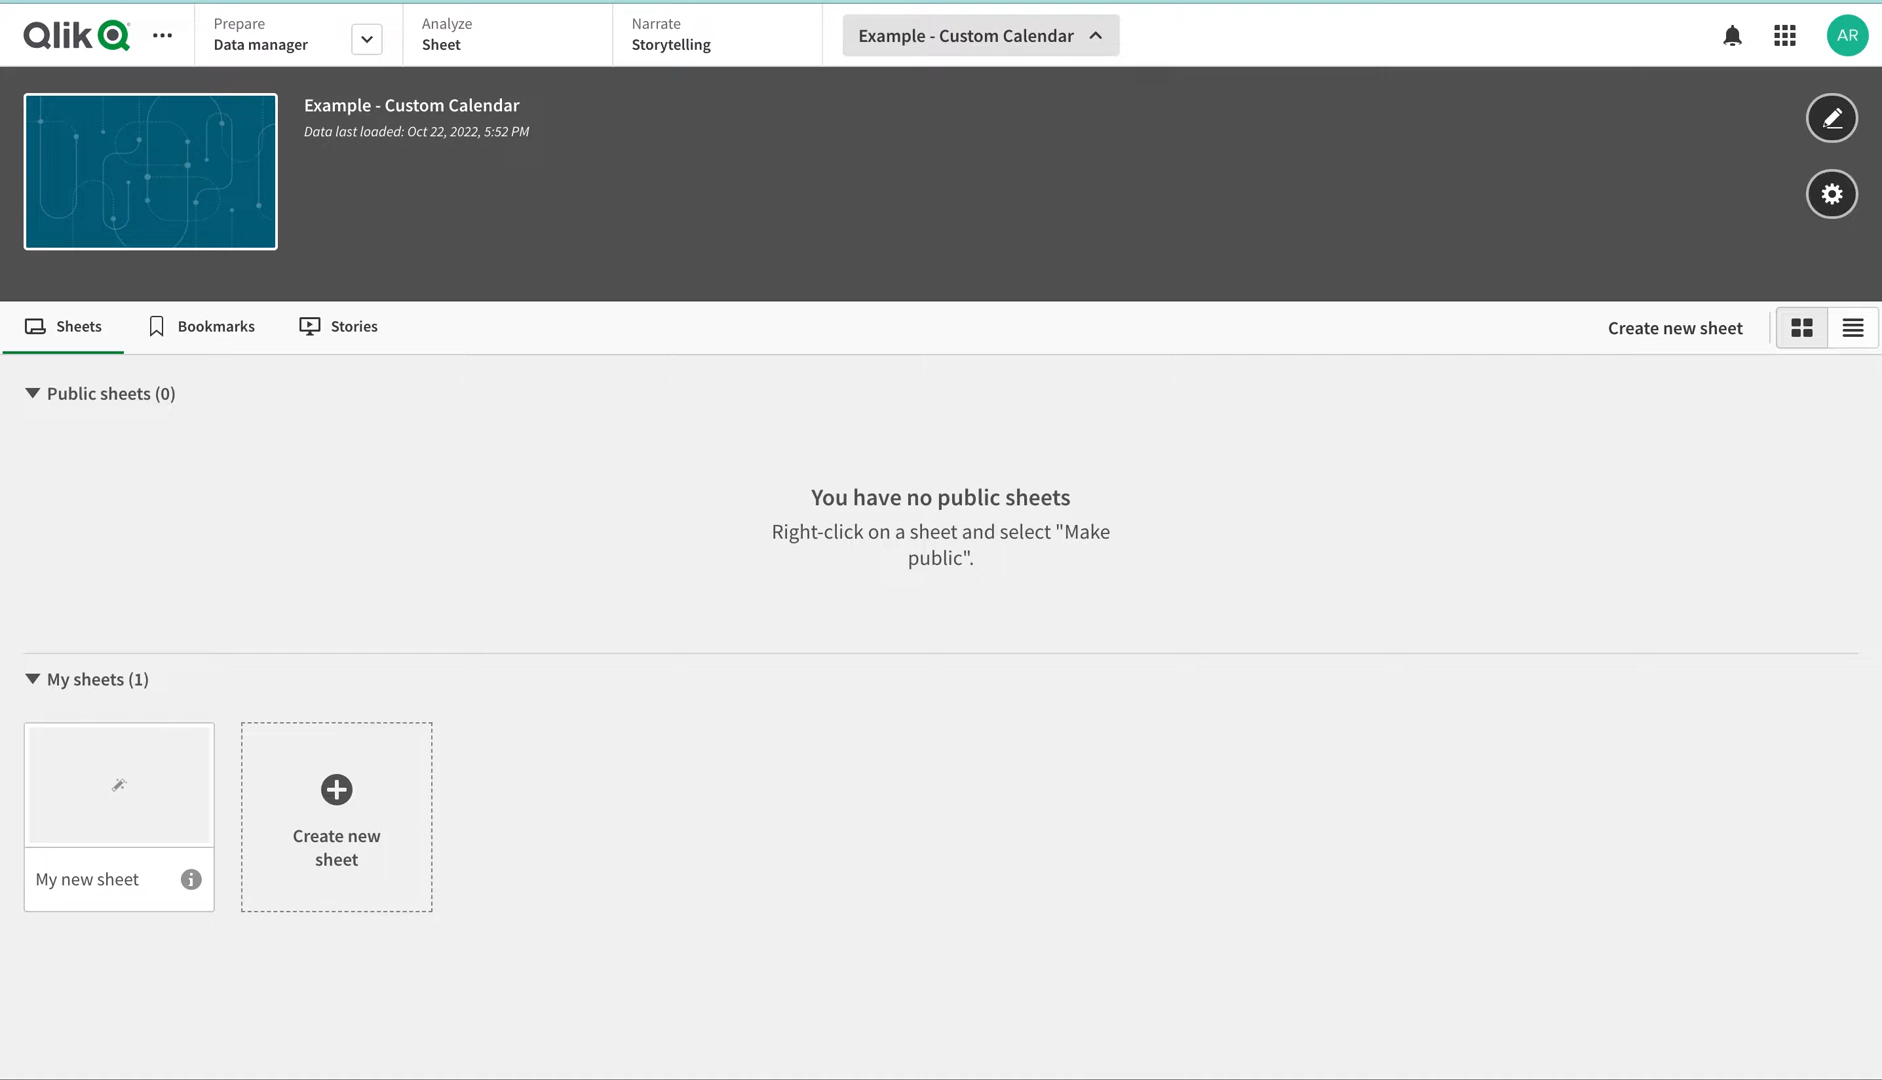 Qlik
Prepare
Data manager
Analyze
Sheet
Narrate
Storytelling
Example - Custom Calendar
AR
Example - Custom Calendar
Data last loaded: Oct 22, 2022, 5:52 PM
Sheets
Bookmarks
Stories
Create new sheet
Public sheets (0)
You have no public sheets
Right-click on a sheet and select "Make
public".
My sheets (1)
Create new
sheet
My new sheet